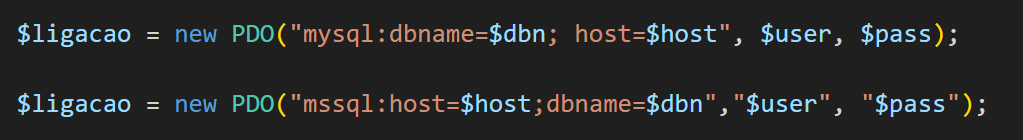 $ligacao = new PDO("mysql:dbname=$dbn; host=$host", $user, $pass);
$ligacao = new PDO("mssql:host=$host;dbname=$dbn","$user", "$pass");